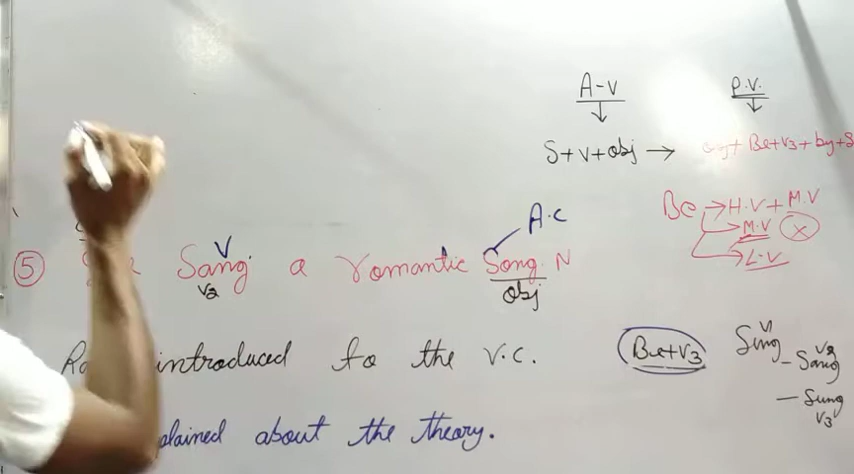 A-V P.V.
S+V+obj → + Be+V3+by+S
A.C
Be → H.V + M.V
→ M.V (X)
→ L.V
V
⑤ Sang a romantic Song. N
V2 obj
introduced to the V.C. Be+V3 Sing V
- Sang V2
- Sung V3
plained about the theory.